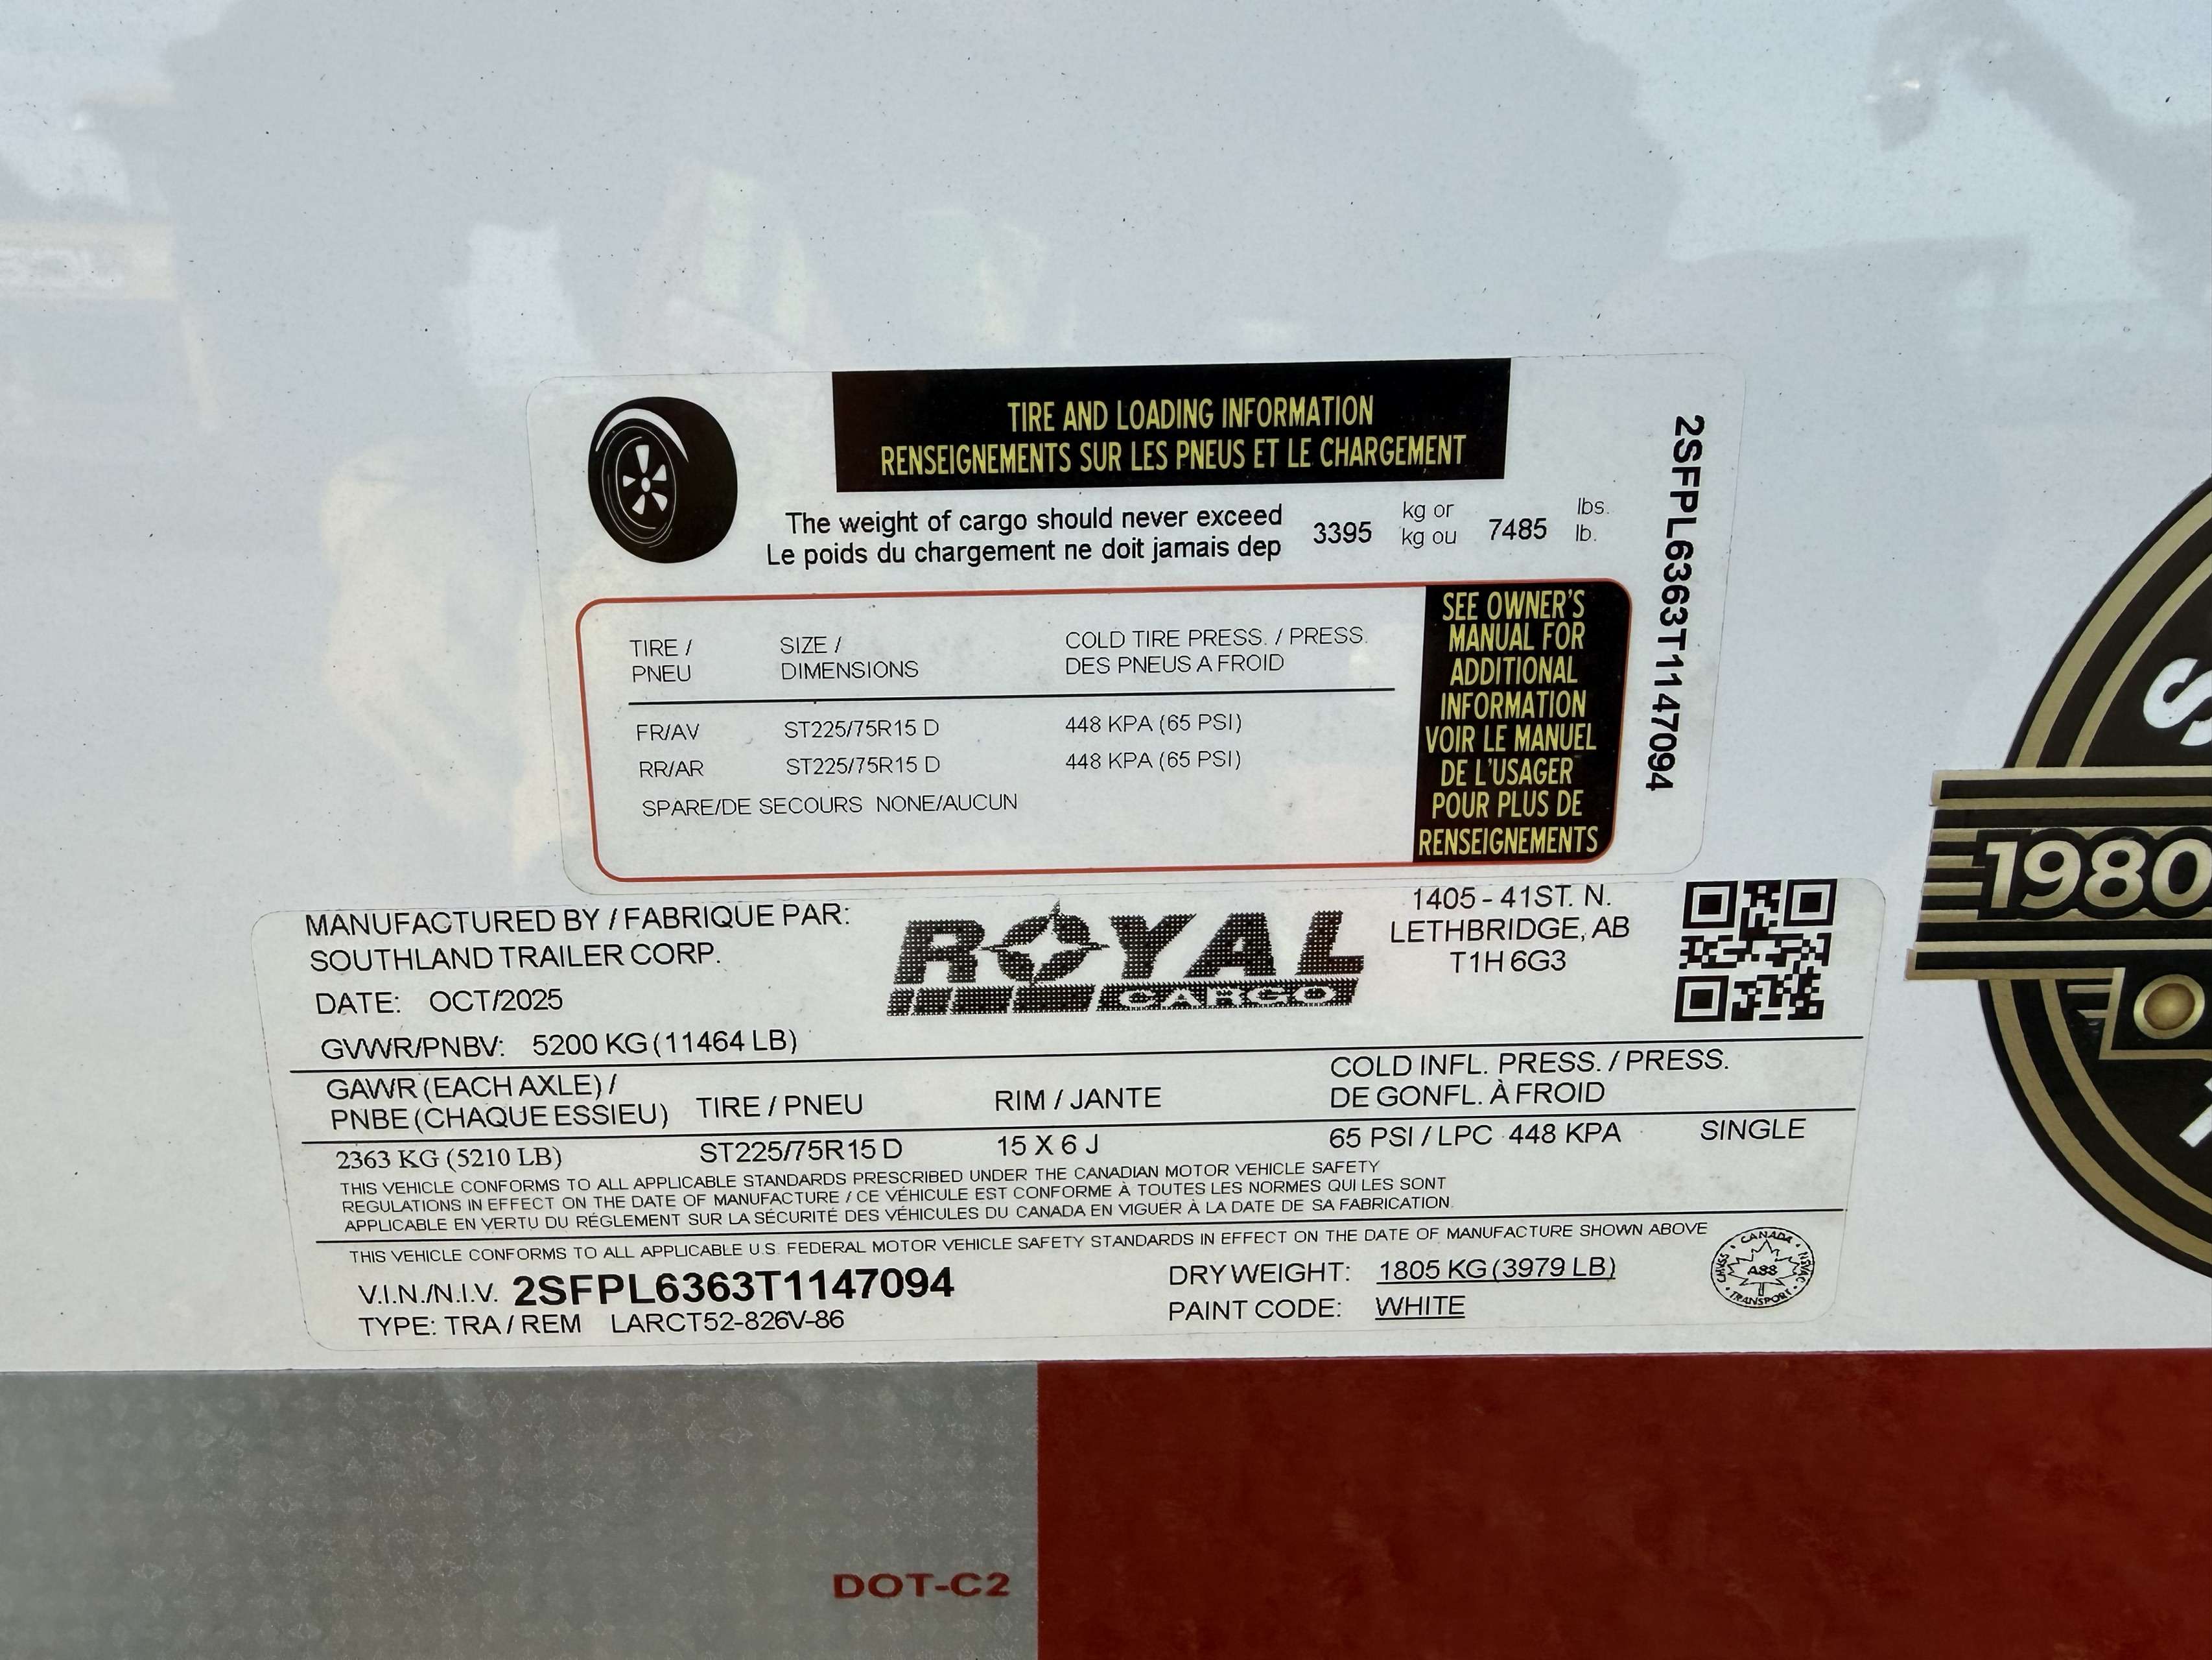 TIRE AND LOADING INFORMATION
RENSEIGNEMENTS SUR LES PNEUS ET LE CHARGEMENT
The weight of cargo should never exceed
Le poids du chargement ne doit jamais dep
3395 kg or kg ou 7485 lbs. lb.
2SFPL6363T1147094
TIRE / PNEU SIZE / DIMENSIONS COLD TIRE PRESS. / PRESS. DES PNEUS A FROID
FR/AV ST225/75R15 D 448 KPA (65 PSI)
RR/AR ST225/75R15 D 448 KPA (65 PSI)
SPARE/DE SECOURS NONE/AUCUN
SEE OWNER'S
MANUAL FOR
ADDITIONAL
INFORMATION
VOIR LE MANUEL
DE L'USAGER
POUR PLUS DE
RENSEIGNEMENTS
MANUFACTURED BY / FABRIQUE PAR:
SOUTHLAND TRAILER CORP.
DATE: OCT/2025
ROYAL
CARGO
1405 - 41ST. N.
LETHBRIDGE, AB
T1H 6G3
GVWR/PNBV: 5200 KG (11464 LB)
GAWR (EACH AXLE) / PNBE (CHAQUE ESSIEU) TIRE / PNEU RIM / JANTE COLD INFL. PRESS. / PRESS. DE GONFL. À FROID
2363 KG (5210 LB) ST225/75R15 D 15 X 6 J 65 PSI / LPC 448 KPA SINGLE
THIS VEHICLE CONFORMS TO ALL APPLICABLE STANDARDS PRESCRIBED UNDER THE CANADIAN MOTOR VEHICLE SAFETY
REGULATIONS IN EFFECT ON THE DATE OF MANUFACTURE / CE VÉHICULE EST CONFORME À TOUTES LES NORMES QUI LES SONT
APPLICABLE EN VERTU DU RÉGLEMENT SUR LA SÉCURITÉ DES VÉHICULES DU CANADA EN VIGUER À LA DATE DE SA FABRICATION.
THIS VEHICLE CONFORMS TO ALL APPLICABLE U.S. FEDERAL MOTOR VEHICLE SAFETY STANDARDS IN EFFECT ON THE DATE OF MANUFACTURE SHOWN ABOVE
V.I.N./N.I.V. 2SFPL6363T1147094
TYPE: TRA / REM LARCT52-826V-86
DRY WEIGHT: 1805 KG (3979 LB)
PAINT CODE: WHITE
CANADA
TRANSPORT
1980
DOT-C2